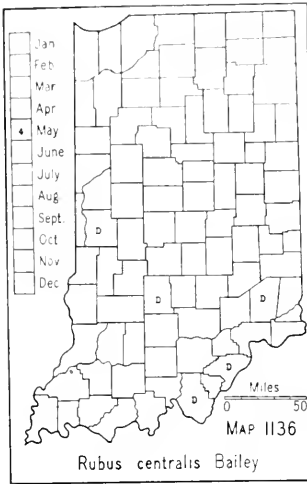 Jan
Feb
Mar
Apr
4 May
June
July
Aug
Sept.
Oct
Nov
Dec
D
D
D
D
D
Miles
0 50
MAP 1136
Rubus centralis Bailey